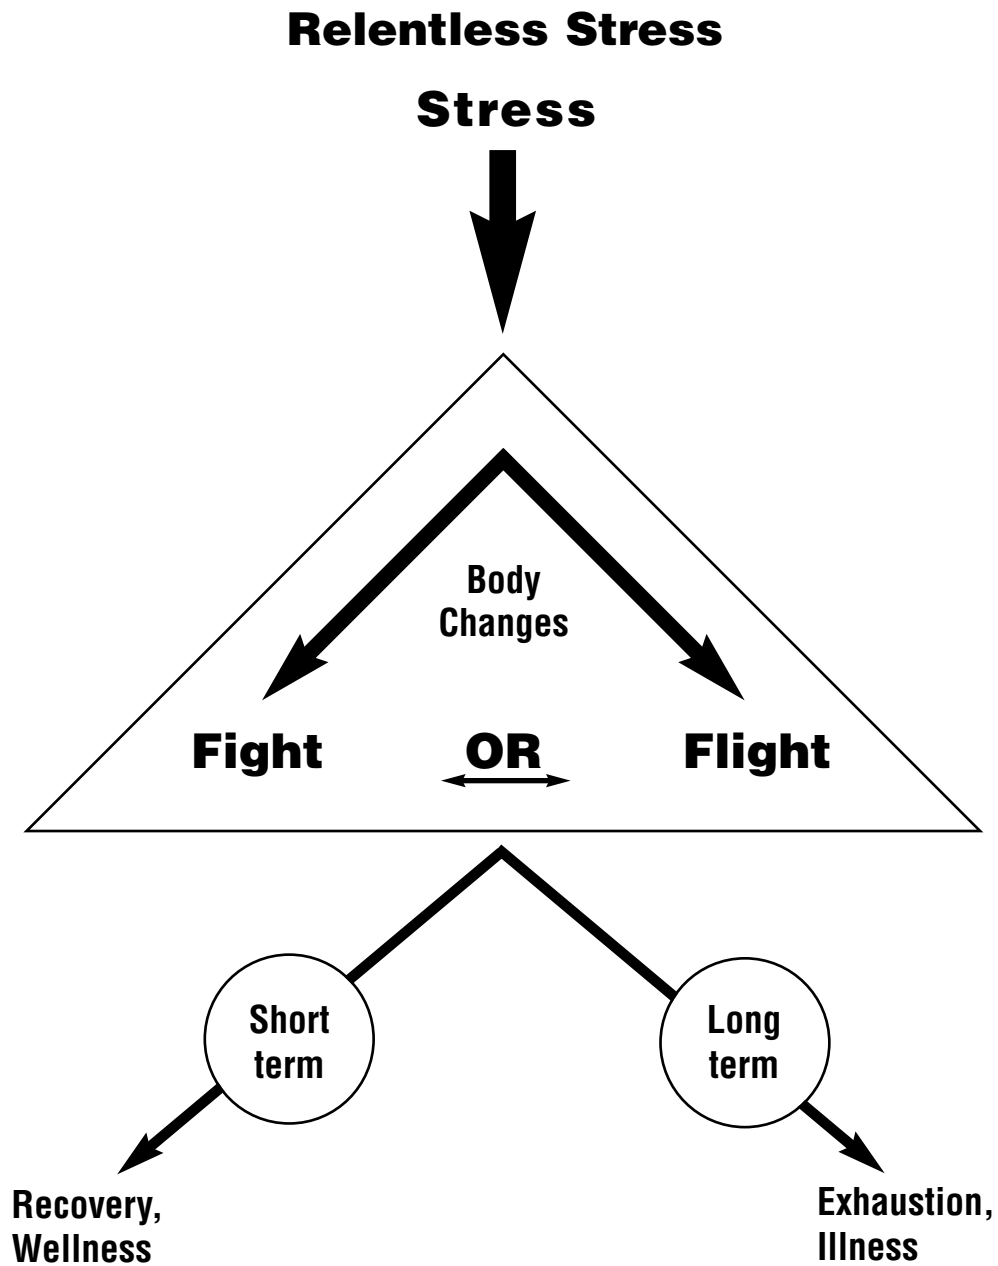 Relentless Stress
Stress
Body
Changes
Fight OR Flight
Short
term
Long
term
Recovery,
Wellness
Exhaustion,
Illness